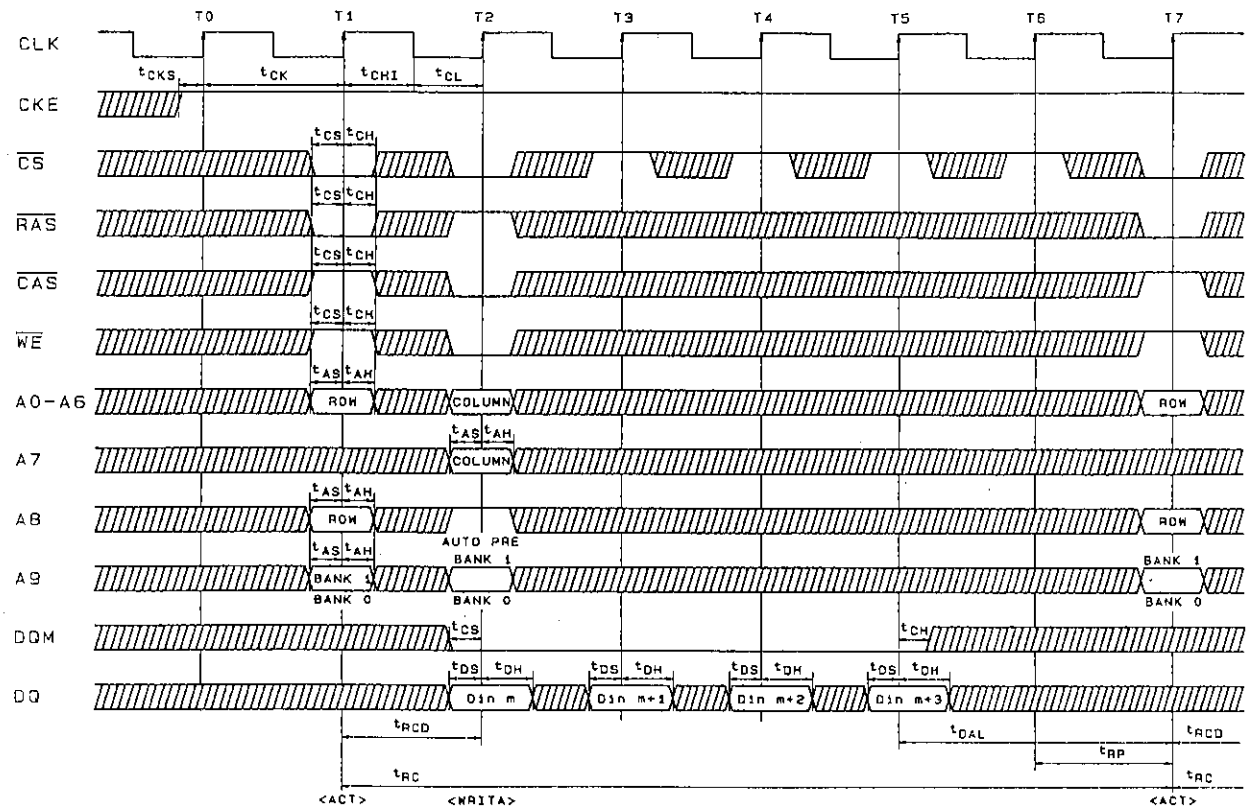 T0 T1 T2 T3 T4 T5 T6 T7
CLK
tCKS tCK tCHI tCL
CKE
tCS tCH
CS
tCS tCH
RAS
tCS tCH
CAS
tCS tCH
WE
tAS tAH
A0-A6 ROW COLUMN ROW
tAS tAH
A7 COLUMN
tAS tAH
A8 ROW ROW
AUTO PRE
tAS tAH BANK 1 BANK 1
A9 BANK 1
BANK 0 BANK 0 BANK 0
DQM tCS tCH
tDS tDH tDS tDH tDS tDH tDS tDH
DQ Din m Din m+1 Din m+2 Din m+3
tRCD tDAL tRCD
tRP
tRC tRC
<ACT> <WRITA> <ACT>